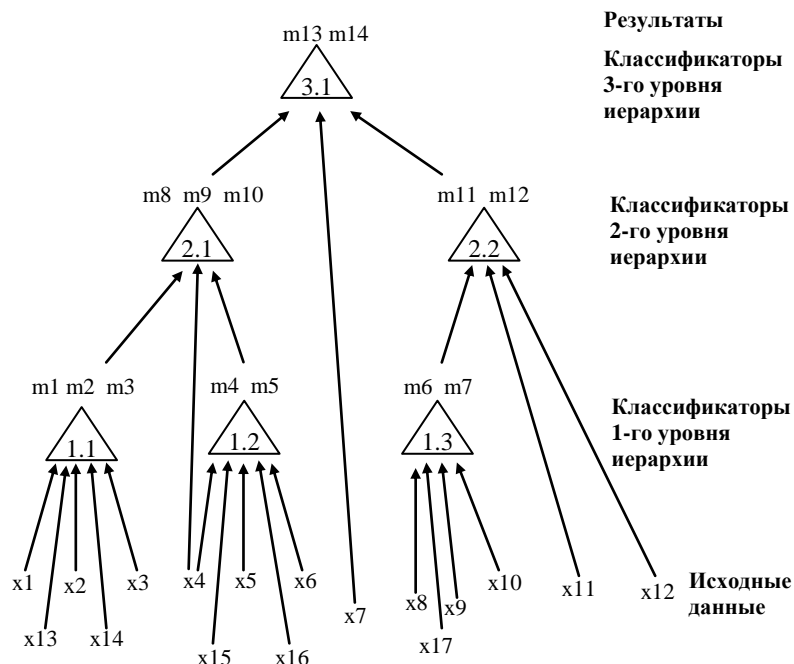 Результаты
m13 m14
Классификаторы
3-го уровня
иерархии
3.1
m8 m9 m10
m11 m12
Классификаторы
2-го уровня
иерархии
2.1
2.2
m1 m2 m3
m4 m5
m6 m7
Классификаторы
1-го уровня
иерархии
1.1
1.2
1.3
x1
x2
x3
x4
x5
x6
x7
x8
x9
x10
x11
x12
Исходные
данные
x13
x14
x15
x16
x17